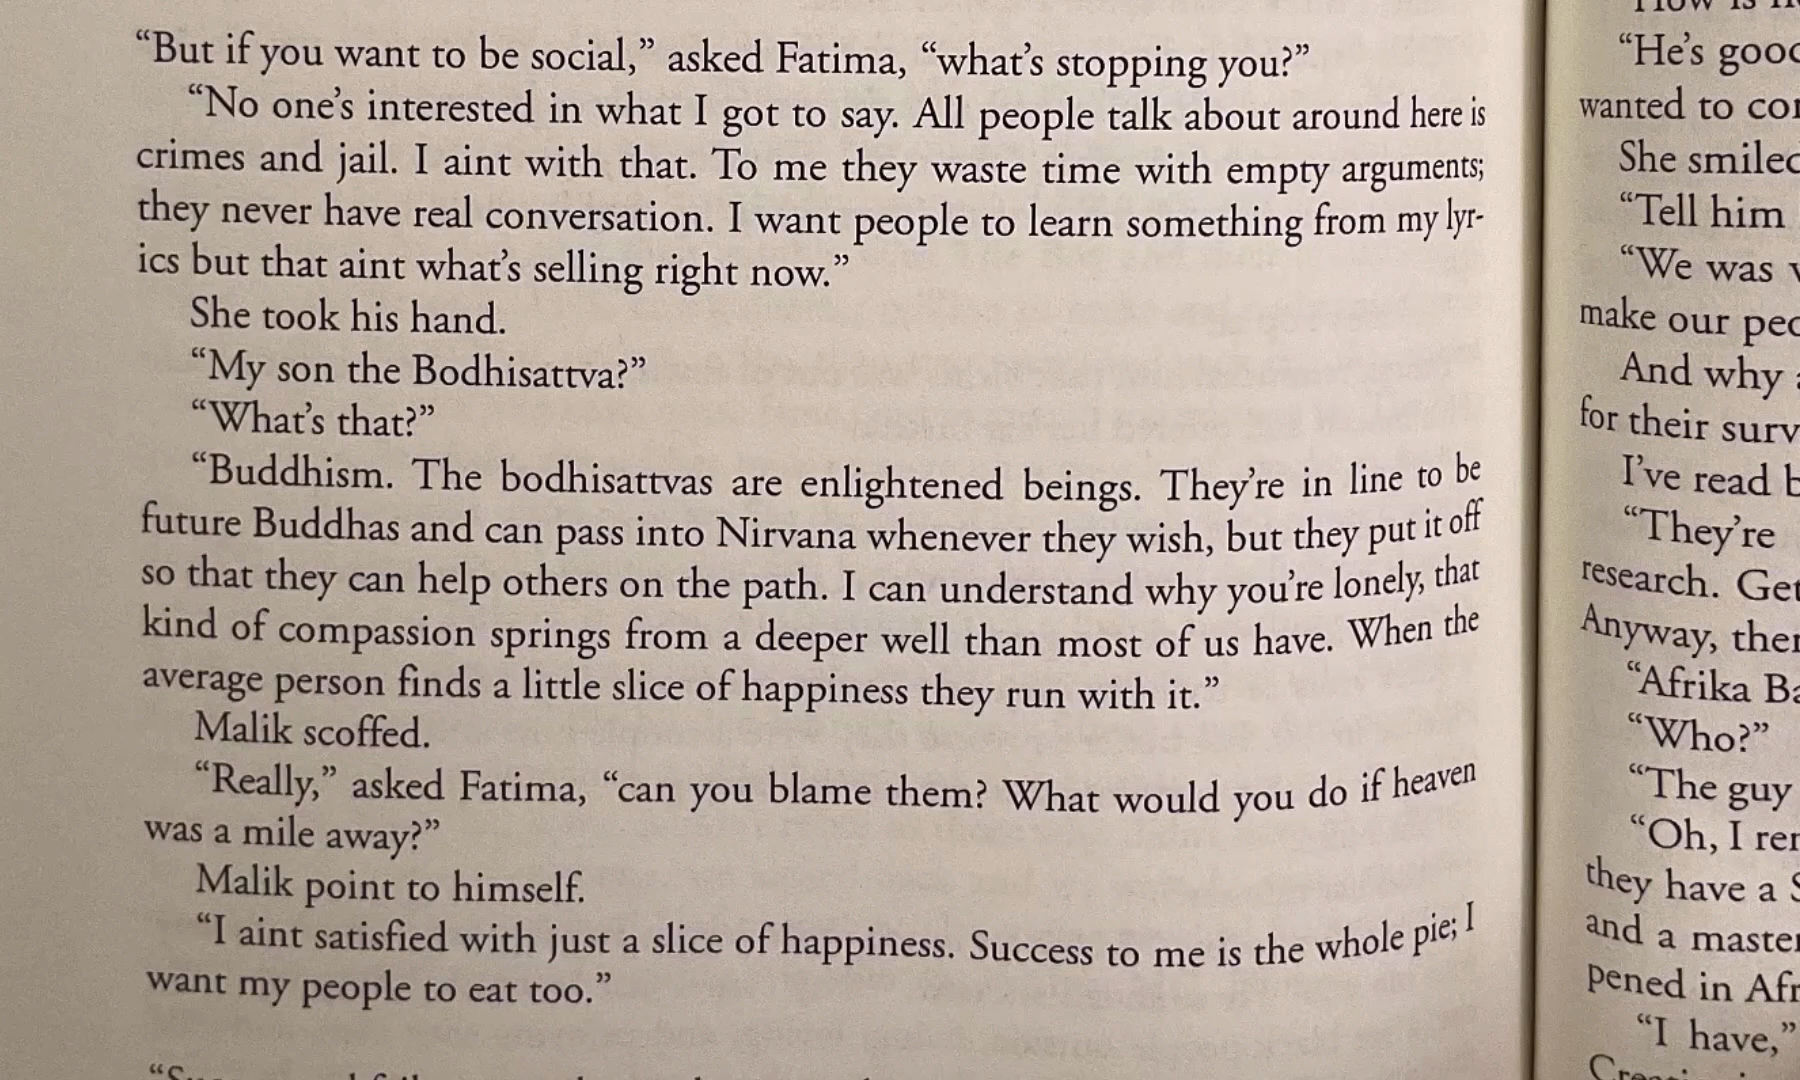 “But if you want to be social,” asked Fatima, “what’s stopping you?”
“No one’s interested in what I got to say. All people talk about around here is
crimes and jail. I aint with that. To me they waste time with empty arguments;
they never have real conversation. I want people to learn something from my lyr-
ics but that aint what’s selling right now.”
She took his hand.
“My son the Bodhisattva?”
“What’s that?”
“Buddhism. The bodhisattvas are enlightened beings. They’re in line to be
future Buddhas and can pass into Nirvana whenever they wish, but they put it off
so that they can help others on the path. I can understand why you’re lonely, that
kind of compassion springs from a deeper well than most of us have. When the
average person finds a little slice of happiness they run with it.”
Malik scoffed.
“Really,” asked Fatima, “can you blame them? What would you do if heaven
was a mile away?”
Malik point to himself.
“I aint satisfied with just a slice of happiness. Success to me is the whole pie; I
want my people to eat too.”
“He’s good
wanted to
She smiled
“Tell him
“We was
make our
And why
for their
I’ve read
“They’re
research. Get
Anyway,
“Afrika
“Who?”
“The guy
“Oh, I
they have a
and a
pened in
“I have,”